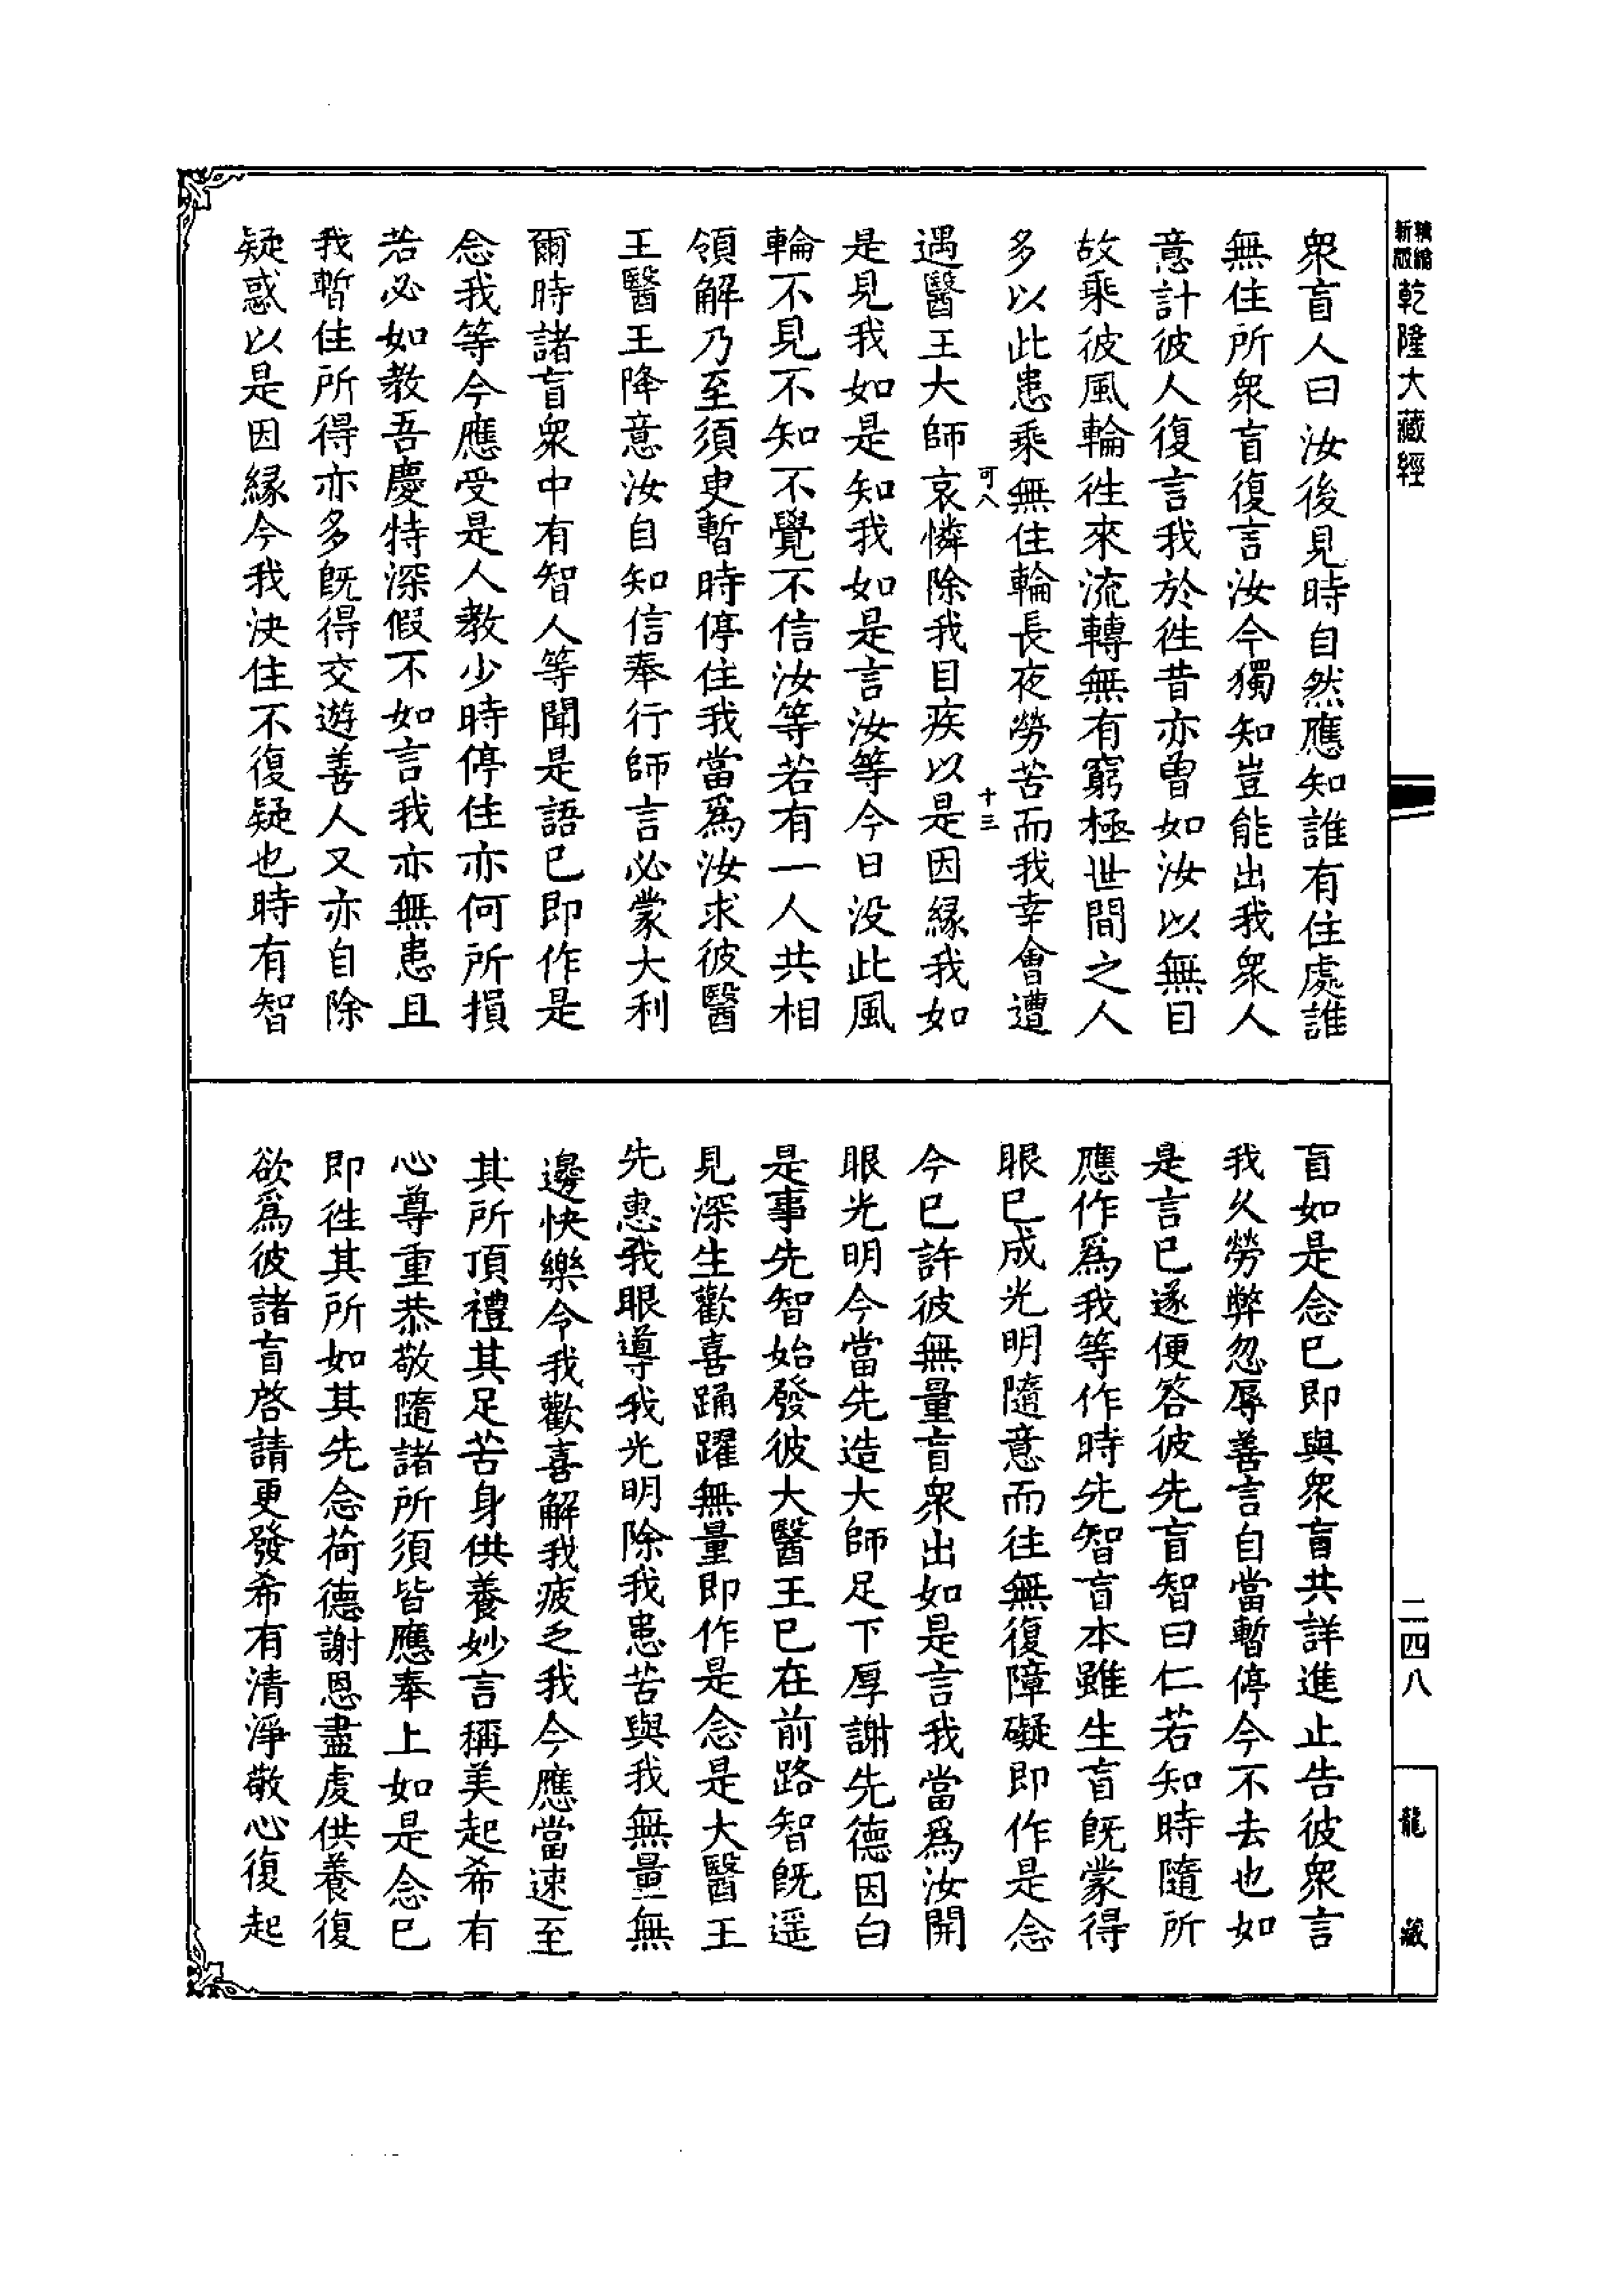 新編縮版 乾隆大藏經
眾盲人曰汝後見時自然應知誰有住處誰
無住所眾盲復言汝今獨知豈能出我眾人
意計彼人復言我於徃昔亦曾如汝以無目
故乘彼風輪徃來流轉無有窮極世間之人
多以此患乘無住輪長夜勞苦而我幸會遭
可八 十三
遇醫王大師哀憐除我目疾以是因緣我如
是見我如是知我如是言汝等今日没此風
輪不見不知不覺不信汝等若有一人共相
領解乃至須臾暫時停住我當爲汝求彼醫
王醫王降意汝自知信奉行師言必蒙大利
爾時諸盲眾中有智人等聞是語已即作是
念我等今應受是人教少時停住亦何所損
若必如教吾慶特深假不如言我亦無患且
我暫住所得亦多既得交遊善人又亦自除
疑惑以是因緣今我決住不復疑也時有智
盲如是念已即與眾盲共詳進止告彼眾言
我久勞弊忽辱善言自當暫停今不去也如
是言已遂便答彼先盲智曰仁若知時隨所
應作爲我等作時先智盲本雖生盲既蒙得
眼已成光明隨意而往無復障礙即作是念
今已許彼無量盲眾出如是言我當爲汝開
眼光明今當先造大師足下厚謝先德因白
是事先智始發彼大醫王已在前路智既遥
見深生歡喜踊躍無量即作是念是大醫王
先惠我眼導我光明除我患苦與我無量無
邊快樂令我歡喜解我疲乏我今應當速至
其所頂禮其足苦身供養妙言稱美起希有
心尊重恭敬隨諸所須皆應奉上如是念已
即徃其所如其先念荷德謝恩盡虔供養復
欲爲彼諸盲啓請更發希有清淨敬心復起
二四八
龍藏